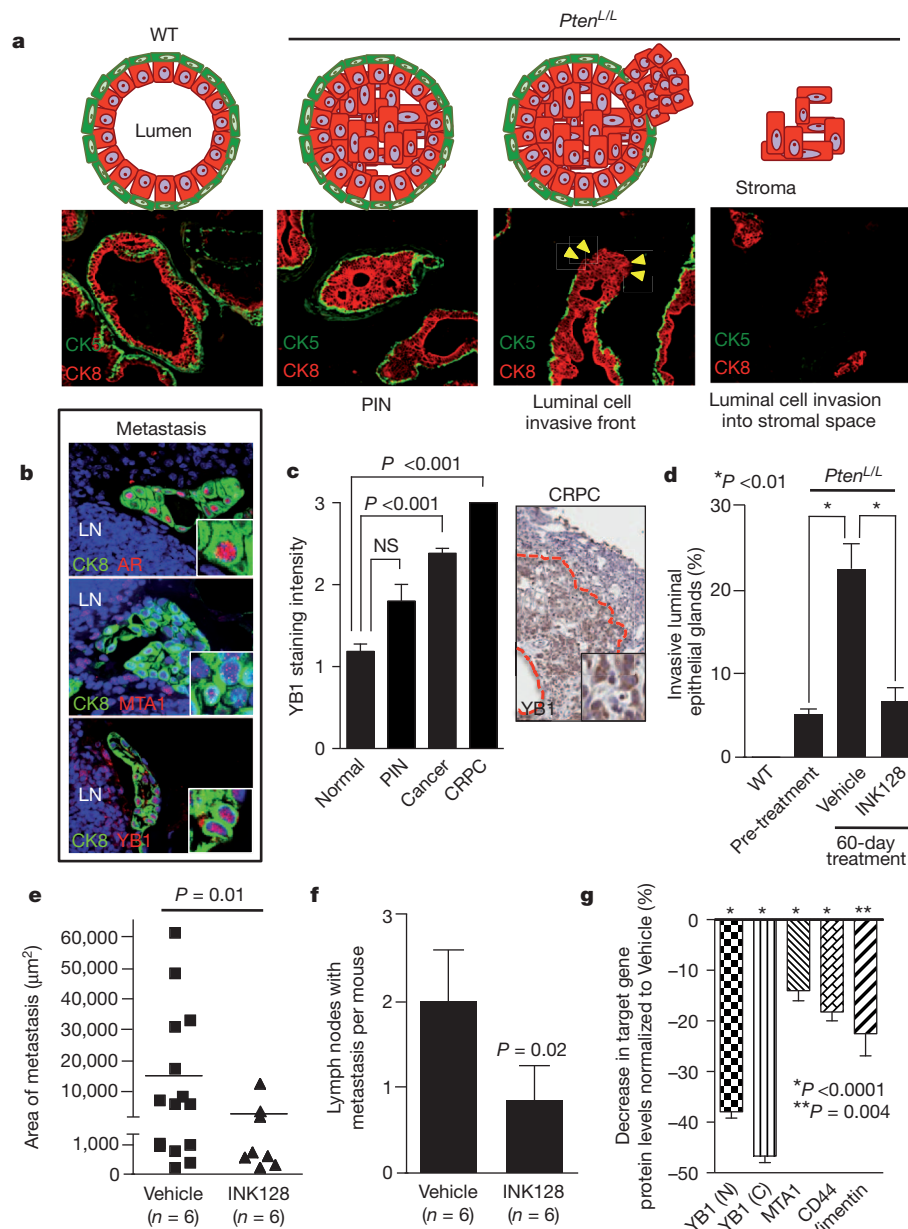 a
WT
Pten^L/L
Lumen
Stroma
CK5
CK8
CK5
CK8
CK5
CK8
CK5
CK8
PIN
Luminal cell
invasive front
Luminal cell invasion
into stromal space
b
Metastasis
LN
CK8 AR
LN
CK8 MTA1
LN
CK8 YB1
c
P <0.001
P <0.001
NS
YB1 staining intensity
3
2
1
0
Normal
PIN
Cancer
CRPC
CRPC
YB1
d
*P <0.01
Pten^L/L
* *
Invasive luminal
epithelial glands (%)
30
20
10
0
WT
Pre-treatment
Vehicle
INK128
60-day
treatment
e
P = 0.01
Area of metastasis (μm²)
60,000
50,000
40,000
30,000
20,000
10,000
1,000
0
Vehicle
(n = 6)
INK128
(n = 6)
f
Lymph nodes with
metastasis per mouse
3
2
1
0
P = 0.02
Vehicle
(n = 6)
INK128
(n = 6)
g
Decrease in target gene
protein levels normalized to Vehicle (%)
* * * * **
0
−10
−20
−30
−40
−50
*P <0.0001
**P = 0.004
YB1 (N)
YB1 (C)
MTA1
CD44
imentin